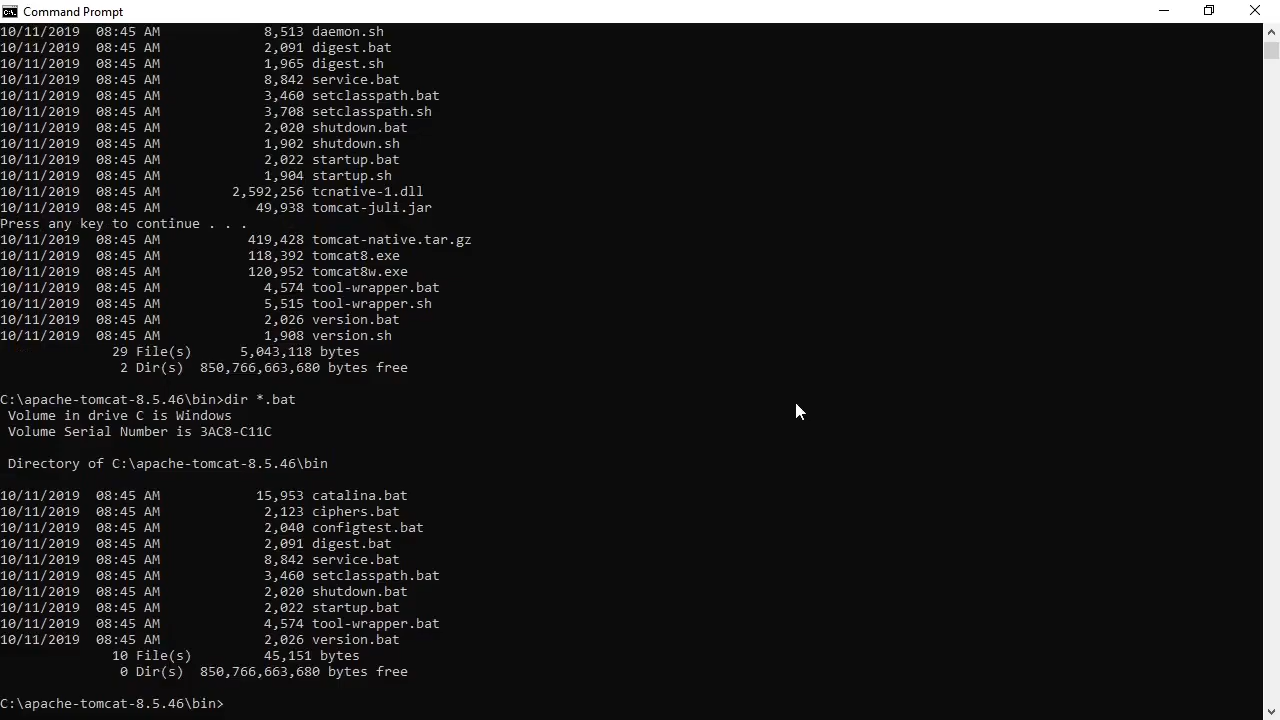 Command Prompt
10/11/2019  08:45 AM             8,513 daemon.sh
10/11/2019  08:45 AM             2,091 digest.bat
10/11/2019  08:45 AM             1,965 digest.sh
10/11/2019  08:45 AM             8,842 service.bat
10/11/2019  08:45 AM             3,460 setclasspath.bat
10/11/2019  08:45 AM             3,708 setclasspath.sh
10/11/2019  08:45 AM             2,020 shutdown.bat
10/11/2019  08:45 AM             1,902 shutdown.sh
10/11/2019  08:45 AM             2,022 startup.bat
10/11/2019  08:45 AM             1,904 startup.sh
10/11/2019  08:45 AM         2,592,256 tcnative-1.dll
10/11/2019  08:45 AM            49,938 tomcat-juli.jar
Press any key to continue . . .
10/11/2019  08:45 AM           419,428 tomcat-native.tar.gz
10/11/2019  08:45 AM           118,392 tomcat8.exe
10/11/2019  08:45 AM           120,952 tomcat8w.exe
10/11/2019  08:45 AM             4,574 tool-wrapper.bat
10/11/2019  08:45 AM             5,515 tool-wrapper.sh
10/11/2019  08:45 AM             2,026 version.bat
10/11/2019  08:45 AM             1,908 version.sh
              29 File(s)      5,043,118 bytes
               2 Dir(s)  850,766,663,680 bytes free
C:\apache-tomcat-8.5.46\bin>dir *.bat
 Volume in drive C is Windows
 Volume Serial Number is 3AC8-C11C
 Directory of C:\apache-tomcat-8.5.46\bin
10/11/2019  08:45 AM            15,953 catalina.bat
10/11/2019  08:45 AM             2,123 ciphers.bat
10/11/2019  08:45 AM             2,040 configtest.bat
10/11/2019  08:45 AM             2,091 digest.bat
10/11/2019  08:45 AM             8,842 service.bat
10/11/2019  08:45 AM             3,460 setclasspath.bat
10/11/2019  08:45 AM             2,020 shutdown.bat
10/11/2019  08:45 AM             2,022 startup.bat
10/11/2019  08:45 AM             4,574 tool-wrapper.bat
10/11/2019  08:45 AM             2,026 version.bat
              10 File(s)         45,151 bytes
               0 Dir(s)  850,766,663,680 bytes free
C:\apache-tomcat-8.5.46\bin>